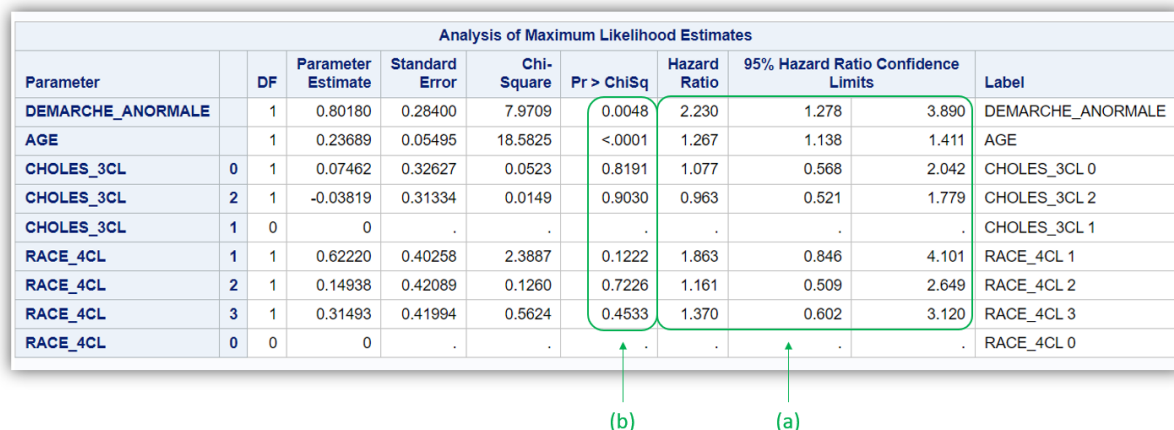 Analysis of Maximum Likelihood Estimates
Parameter DF Parameter Estimate Standard Error Chi-Square Pr > ChiSq Hazard Ratio 95% Hazard Ratio Confidence Limits Label
DEMARCHE_ANORMALE 1 0.80180 0.28400 7.9709 0.0048 2.230 1.278 3.890 DEMARCHE_ANORMALE
AGE 1 0.23689 0.05495 18.5825 <.0001 1.267 1.138 1.411 AGE
CHOLES_3CL 0 1 0.07462 0.32627 0.0523 0.8191 1.077 0.568 2.042 CHOLES_3CL 0
CHOLES_3CL 2 1 -0.03819 0.31334 0.0149 0.9030 0.963 0.521 1.779 CHOLES_3CL 2
CHOLES_3CL 1 0 0 . . . . . . CHOLES_3CL 1
RACE_4CL 1 1 0.62220 0.40258 2.3887 0.1222 1.863 0.846 4.101 RACE_4CL 1
RACE_4CL 2 1 0.14938 0.42089 0.1260 0.7226 1.161 0.509 2.649 RACE_4CL 2
RACE_4CL 3 1 0.31493 0.41994 0.5624 0.4533 1.370 0.602 3.120 RACE_4CL 3
RACE_4CL 0 0 0 . . . . . . RACE_4CL 0
(b) (a)